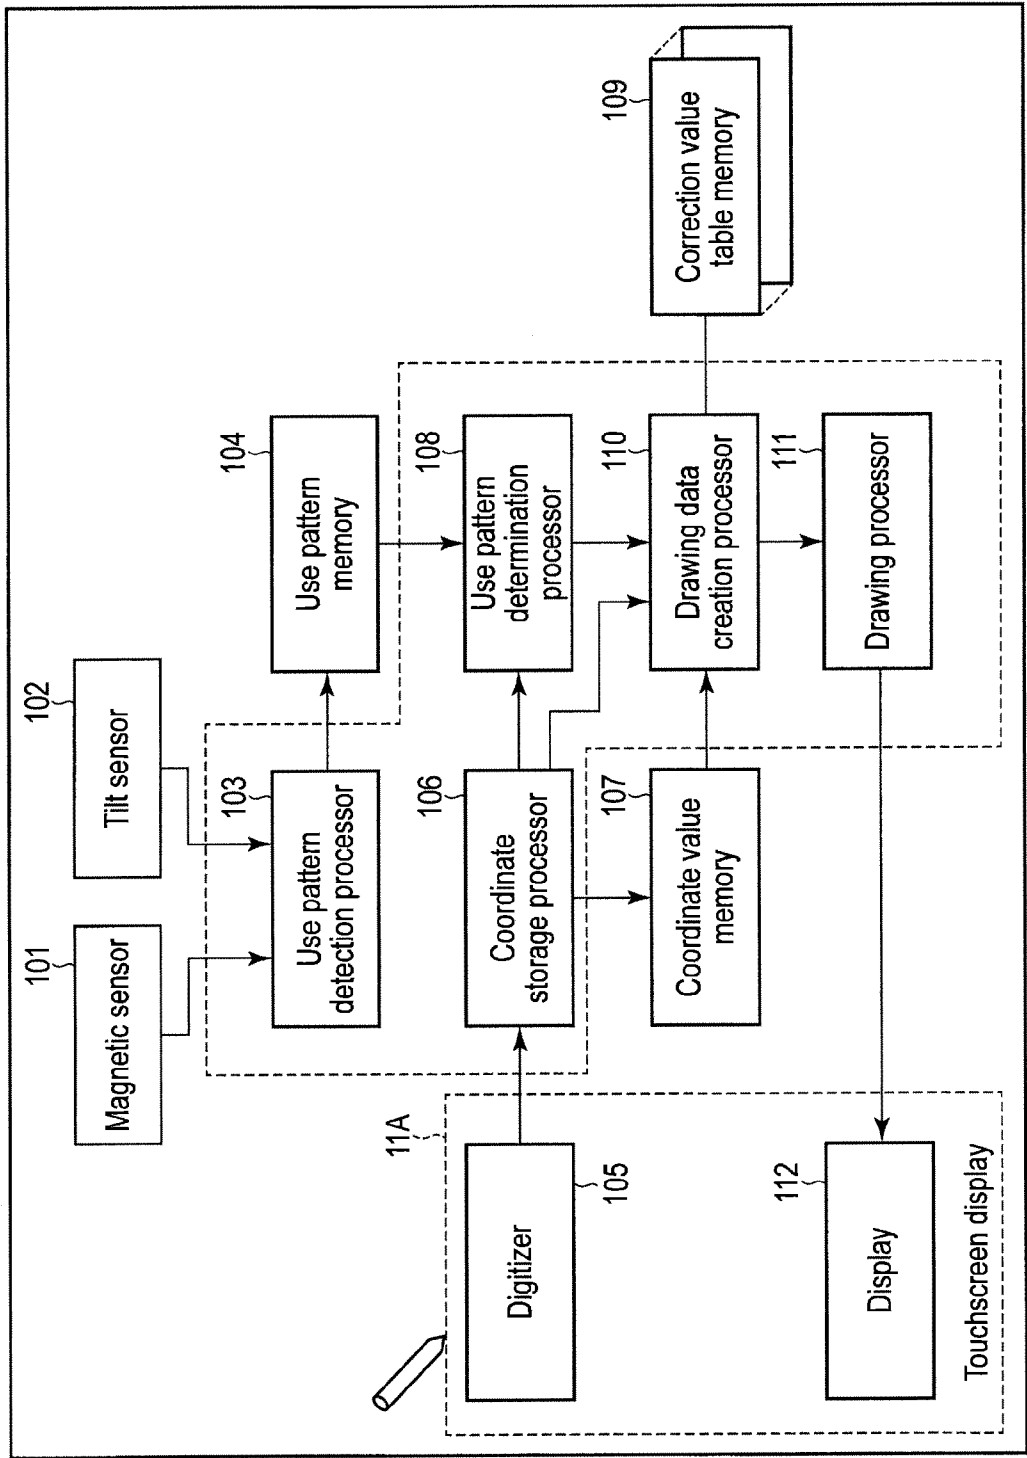 101
Magnetic sensor
102
Tilt sensor
103
Use pattern
detection processor
104
Use pattern
memory
11A
Digitizer
105
106
Coordinate
storage processor
108
Use pattern
determination
processor
107
Coordinate value
memory
110
Drawing data
creation processor
109
Correction value
table memory
112
Display
111
Drawing processor
Touchscreen display